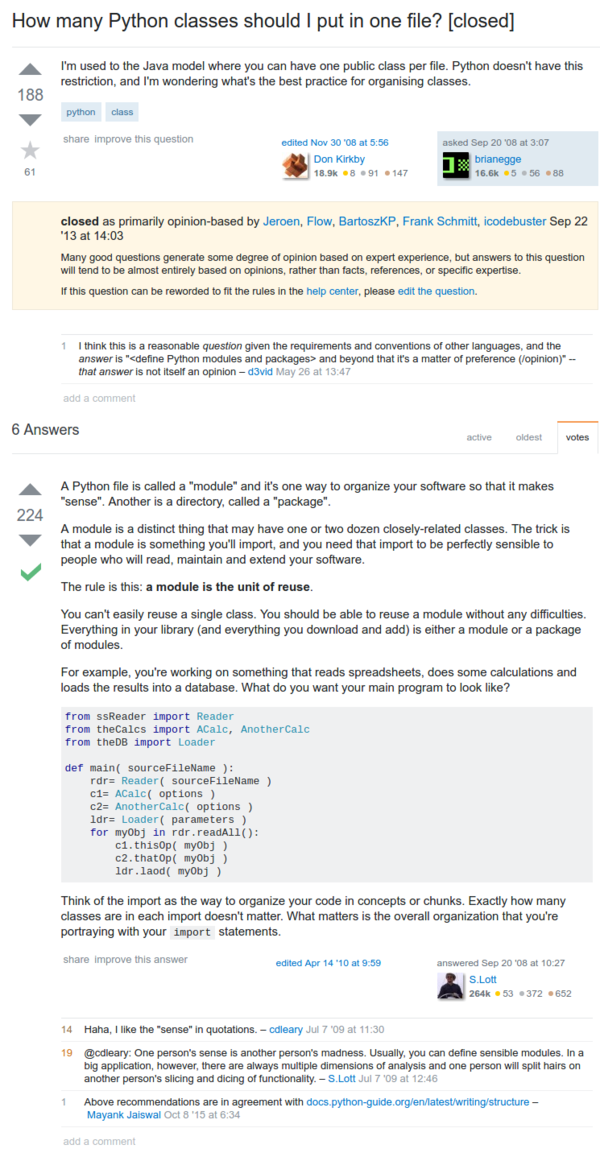 How many Python classes should I put in one file? [closed]
188
61
I'm used to the Java model where you can have one public class per file. Python doesn't have this
restriction, and I'm wondering what's the best practice for organising classes.
python class
share improve this question
edited Nov 30 '08 at 5:56
Don Kirby
18.9k 8 91 147
asked Sep 20 '08 at 3:07
brianegge
16.6k 5 56 88
closed as primarily opinion-based by Jeroen, Flow, BartoszKP, Frank Schmitt, icodebuster Sep 22
'13 at 14:03
Many good questions generate some degree of opinion based on expert experience, but answers to this question
will tend to be almost entirely based on opinions, rather than facts, references, or specific expertise.
If this question can be reworded to fit the rules in the help center, please edit the question.
1 I think this is a reasonable question given the requirements and conventions of other languages, and the
answer is "<define Python modules and packages> and beyond that it's a matter of preference (/opinion)" --
that answer is not itself an opinion – d3vid May 26 at 13:47
add a comment
6 Answers
active oldest votes
224
A Python file is called a "module" and it's one way to organize your software so that it makes
"sense". Another is a directory, called a "package".
A module is a distinct thing that may have one or two dozen closely-related classes. The trick is
that a module is something you'll import, and you need that import to be perfectly sensible to
people who will read, maintain and extend your software.
The rule is this: a module is the unit of reuse.
You can't easily reuse a single class. You should be able to reuse a module without any difficulties.
Everything in your library (and everything you download and add) is either a module or a package
of modules.
For example, you're working on something that reads spreadsheets, does some calculations and
loads the results into a database. What do you want your main program to look like?
from ssReader import Reader
from theCalcs import ACalc, AnotherCalc
from theDB import Loader
def main( sourceFileName ):
rdr= Reader( sourceFileName )
c1= ACalc( options )
c2= AnotherCalc( options )
ldr= Loader( parameters )
for myObj in rdr.readAll():
c1.thisOp( myObj )
c2.thatOp( myObj )
ldr.laod( myObj )
Think of the import as the way to organize your code in concepts or chunks. Exactly how many
classes are in each import doesn't matter. What matters is the overall organization that you're
portraying with your import statements.
share improve this answer
edited Apr 14 '10 at 9:59
answered Sep 20 '08 at 10:27
S.Lott
264k 53 372 652
14 Haha, I like the "sense" in quotations. – cdleary Jul 7 '09 at 11:30
19 @cdleary: One person's sense is another person's madness. Usually, you can define sensible modules. In a
big application, however, there are always multiple dimensions of analysis and one person will split hairs on
another person's slicing and dicing of functionality. – S.Lott Jul 7 '09 at 12:46
1 Above recommendations are in agreement with docs.python-guide.org/en/latest/writing/structure –
Mayank Jaiswal Oct 8 '15 at 6:34
add a comment